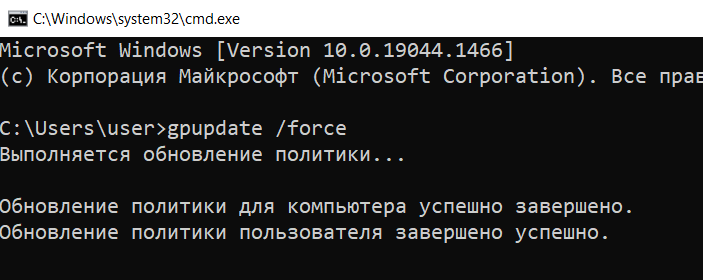 C:\Windows\system32\cmd.exe
Microsoft Windows [Version 10.0.19044.1466]
(c) Корпорация Майкрософт (Microsoft Corporation). Все
C:\Users\user>gpupdate /force
Выполняется обновление политики...
Обновление политики для компьютера успешно завершено.
Обновление политики пользователя завершено успешно.